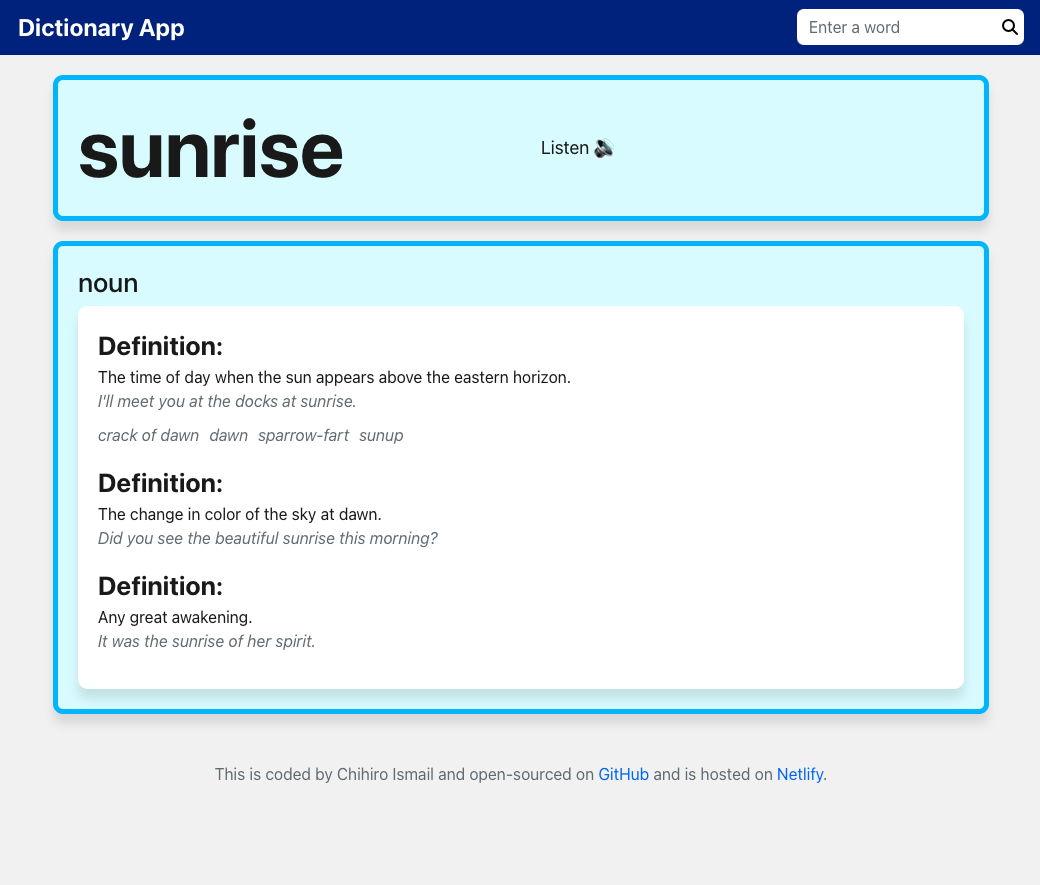 Dictionary App
Enter a word
sunrise
Listen 🔉
noun
Definition:
The time of day when the sun appears above the eastern horizon.
I'll meet you at the docks at sunrise.
crack of dawn dawn sparrow-fart sunup
Definition:
The change in color of the sky at dawn.
Did you see the beautiful sunrise this morning?
Definition:
Any great awakening.
It was the sunrise of her spirit.
This is coded by Chihiro Ismail and open-sourced on GitHub and is hosted on Netlify.